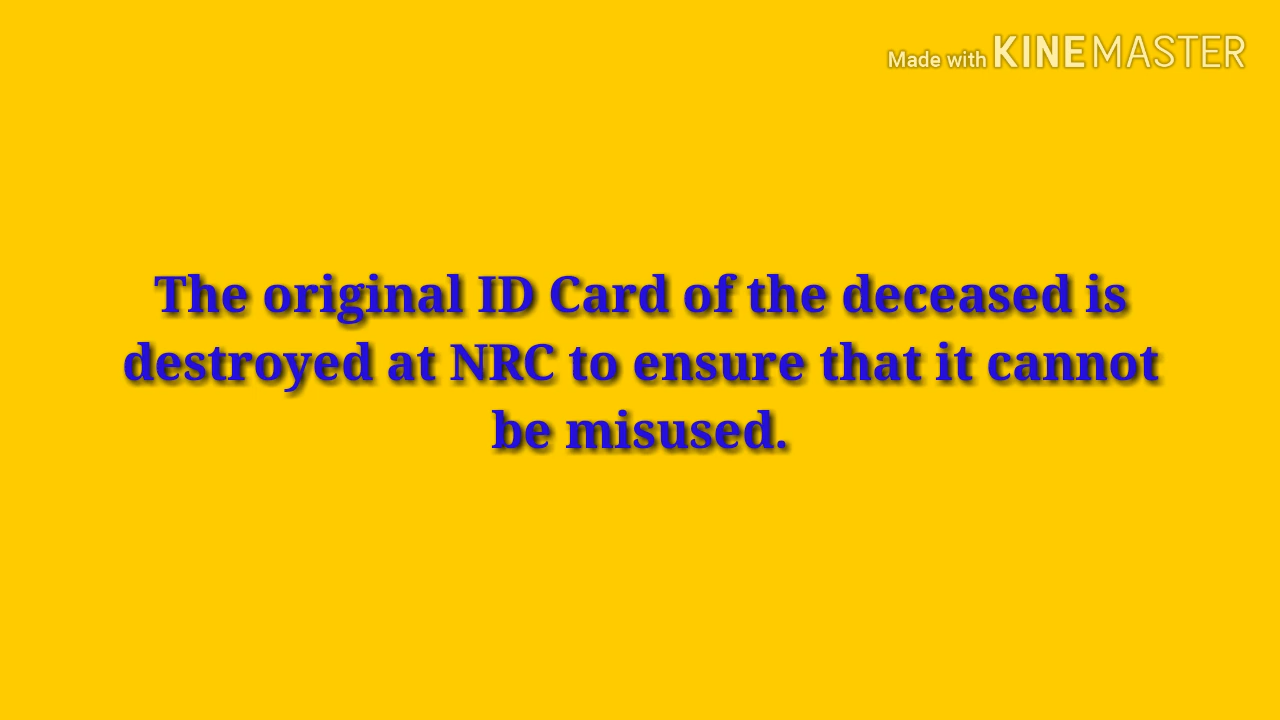 Made with KINEMASTER
The original ID Card of the deceased is
destroyed at NRC to ensure that it cannot
be misused.